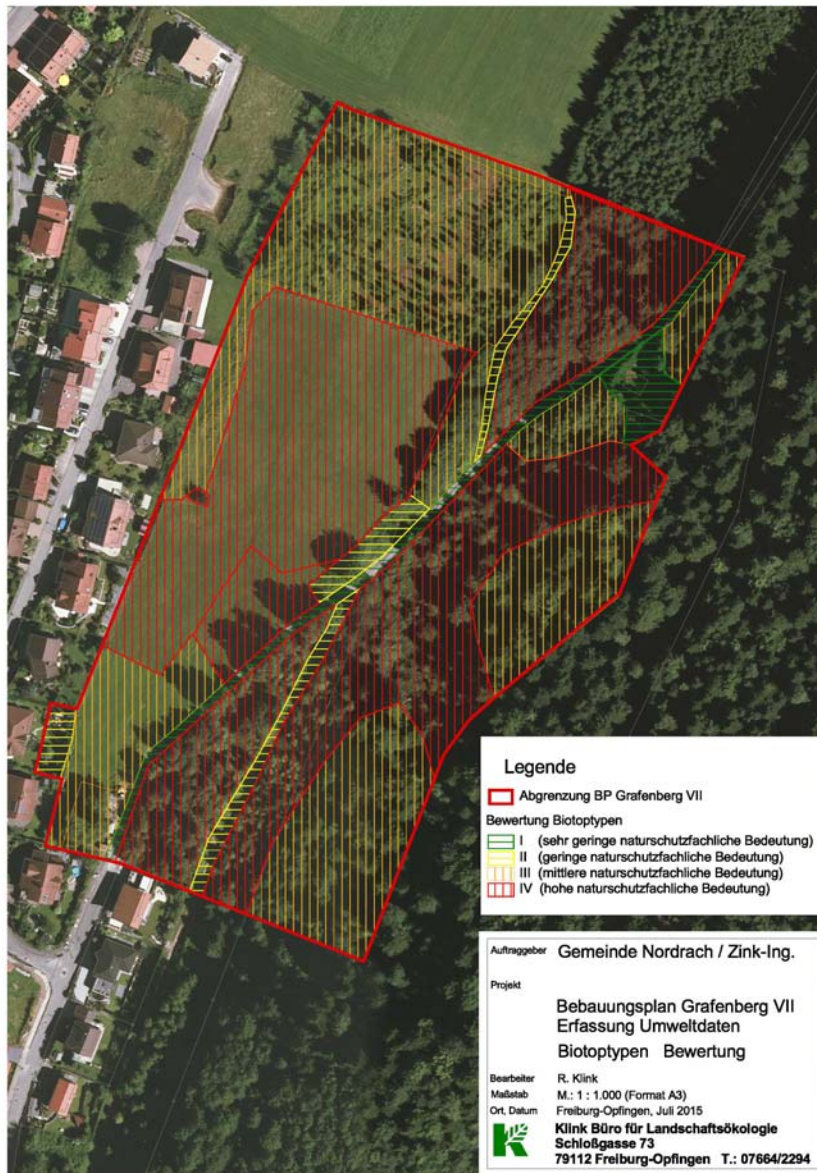 Legende
Abgrenzung BP Grafenberg VII
Bewertung Biotoptypen
I (sehr geringe naturschutzfachliche Bedeutung)
II (geringe naturschutzfachliche Bedeutung)
III (mittlere naturschutzfachliche Bedeutung)
IV (hohe naturschutzfachliche Bedeutung)
Auftraggeber Gemeinde Nordrach / Zink-Ing.
Projekt
Bebauungsplan Grafenberg VII
Erfassung Umweltdaten
Biotoptypen Bewertung
Bearbeiter R. Klink
Maßstab M.: 1 : 1.000 (Format A3)
Ort, Datum Freiburg-Opfingen, Juli 2015
Klink Büro für Landschaftsökologie
Schloßgasse 73
79112 Freiburg-Opfingen T.: 07664/2294